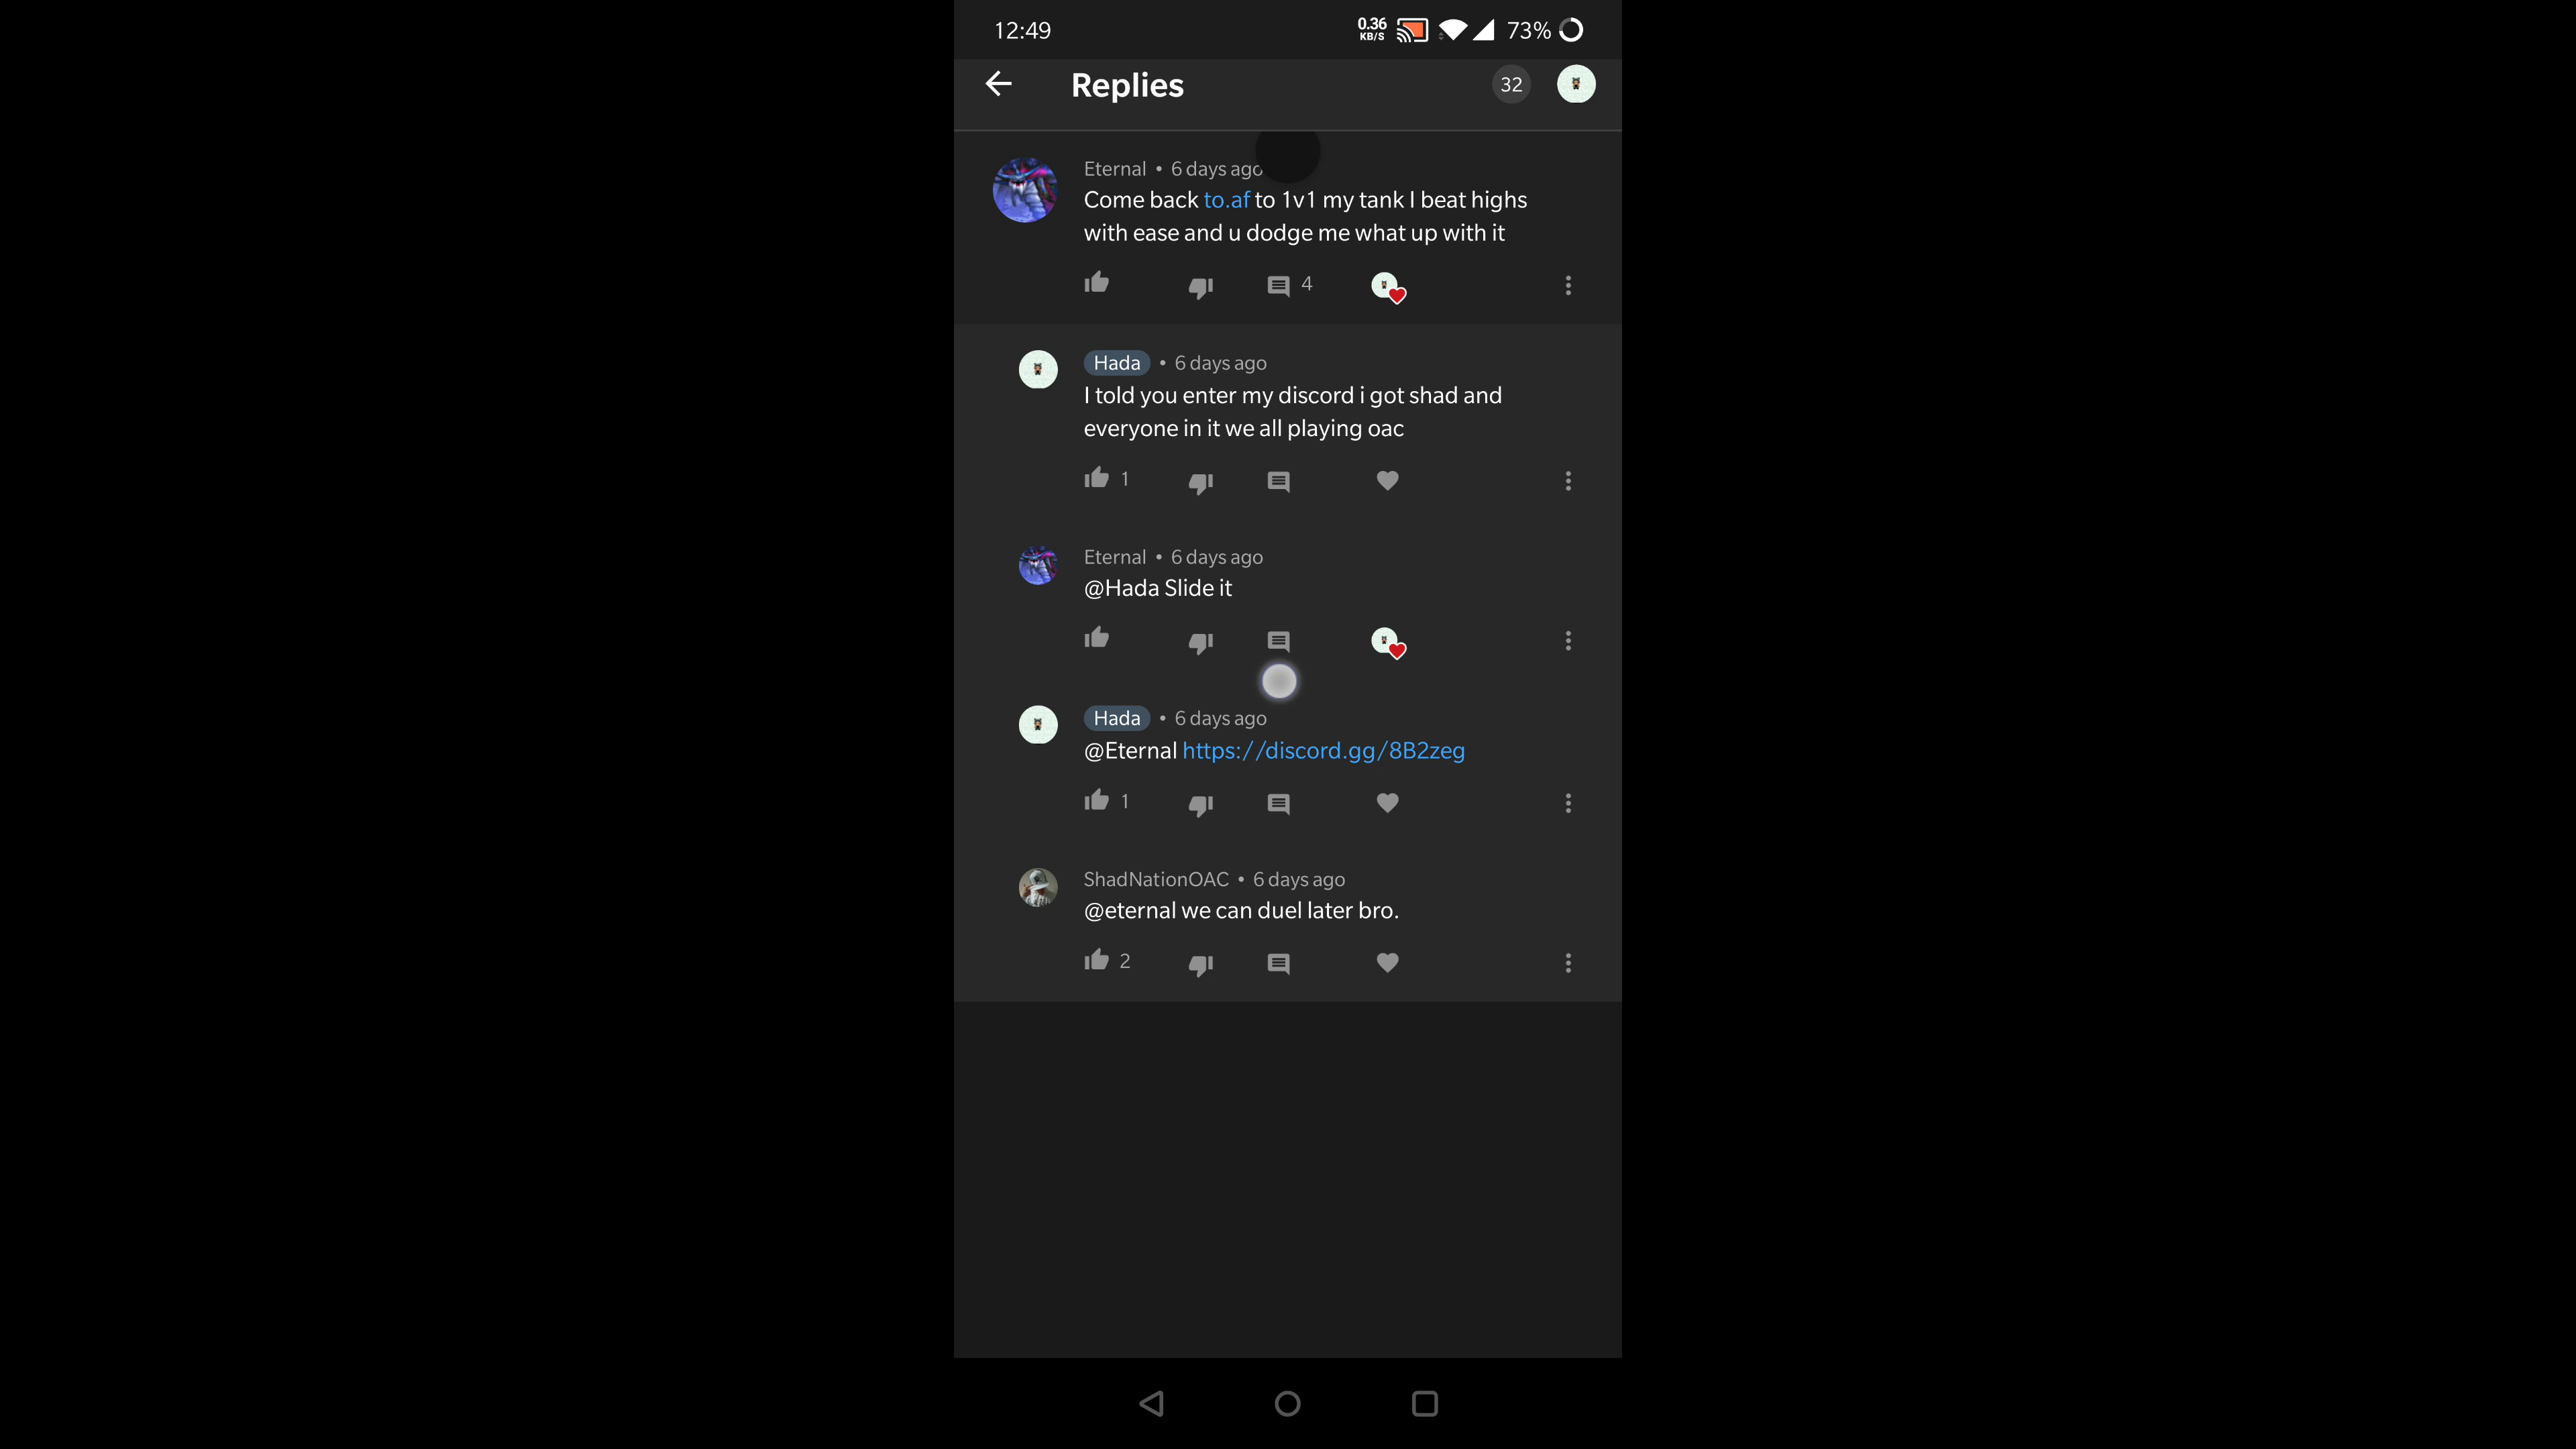 12:49
0.36
KB/S
73%
Replies
32
Eternal • 6 days ago
Come back to.af to 1v1 my tank I beat highs
with ease and u dodge me what up with it
4
Hada • 6 days ago
I told you enter my discord i got shad and
everyone in it we all playing oac
1
Eternal • 6 days ago
@Hada Slide it
Hada • 6 days ago
@Eternal https://discord.gg/8B2zeg
1
ShadNationOAC • 6 days ago
@eternal we can duel later bro.
2